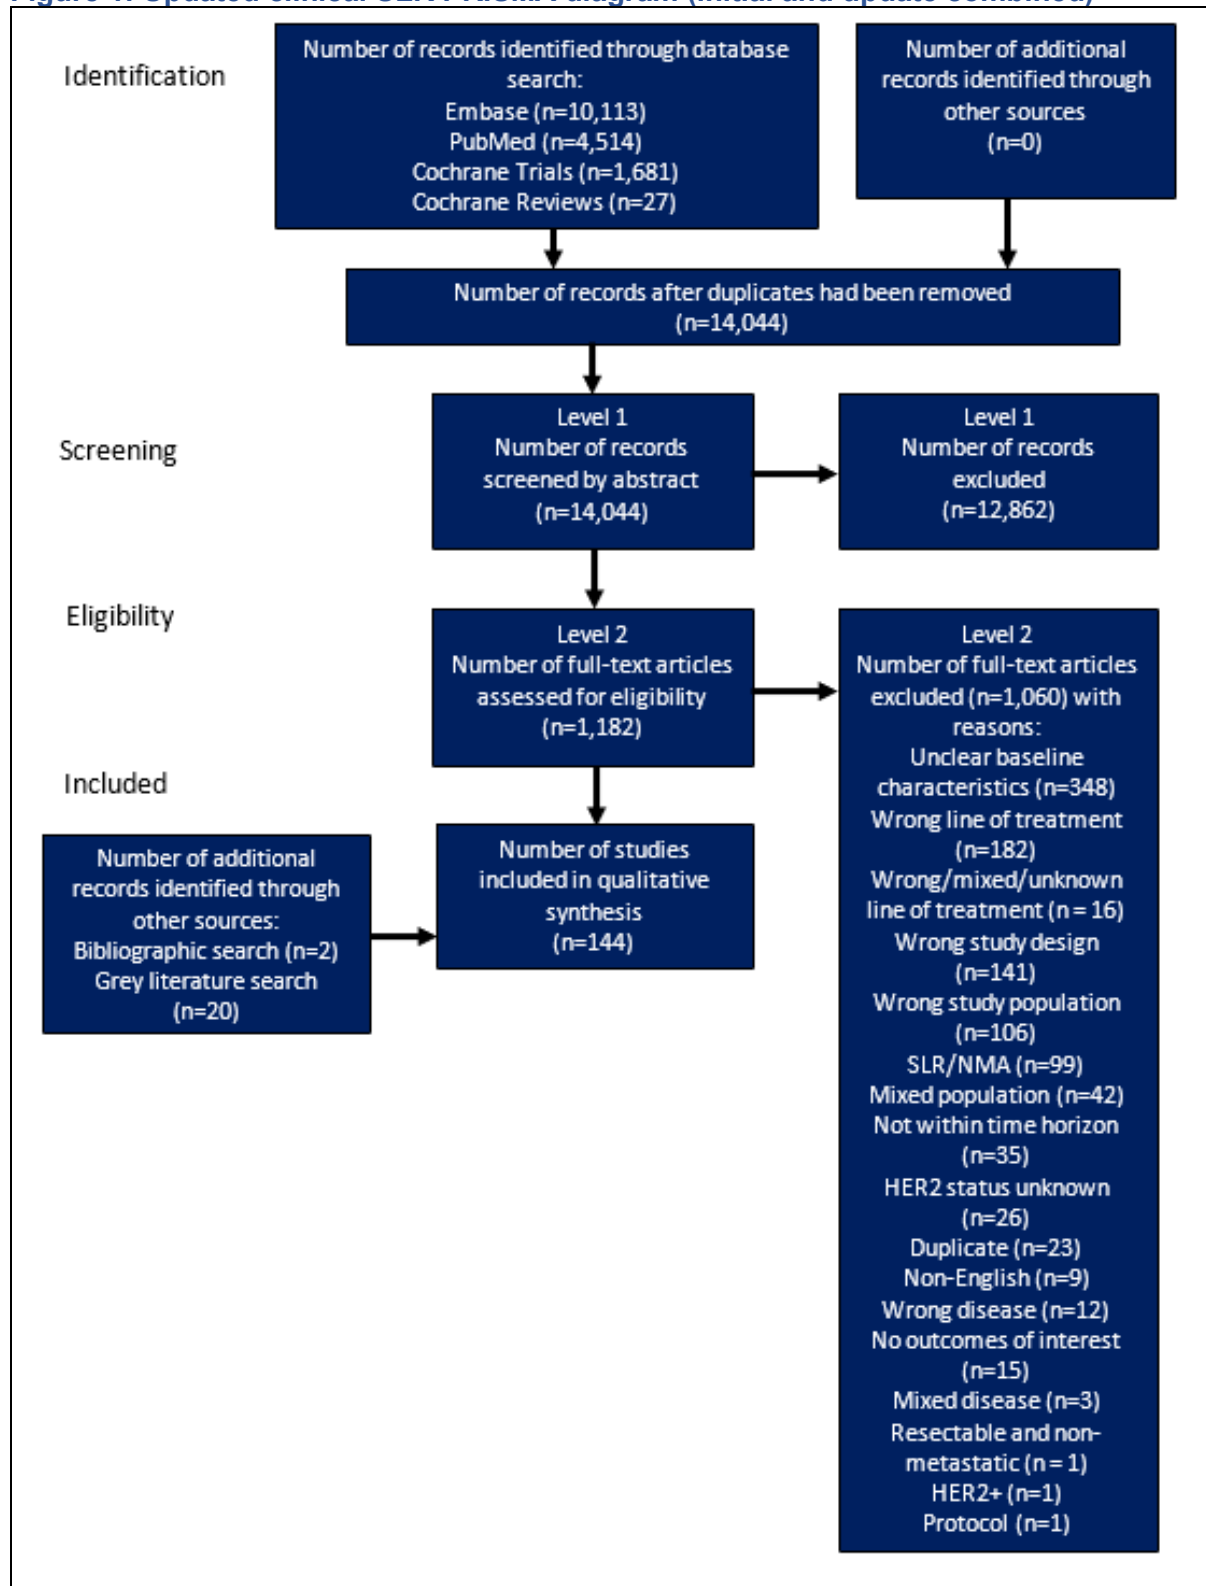 Identification
Number of records identified through database
search:
Embase (n=10,113)
PubMed (n=4,514)
Cochrane Trials (n=1,681)
Cochrane Reviews (n=27)
Number of additional
records identified through
other sources
(n=0)
Number of records after duplicates had been removed
(n=14,044)
Screening
Level 1
Number of records
screened by abstract
(n=14,044)
Level 1
Number of records
excluded
(n=12,862)
Eligibility
Level 2
Number of full-text articles
assessed for eligibility
(n=1,182)
Level 2
Number of full-text articles
excluded (n=1,060) with
reasons:
Unclear baseline
characteristics (n=348)
Wrong line of treatment
(n=182)
Wrong/mixed/unknown
line of treatment (n = 16)
Wrong study design
(n=141)
Wrong study population
(n=106)
SLR/NMA (n=99)
Mixed population (n=42)
Not within time horizon
(n=35)
HER2 status unknown
(n=26)
Duplicate (n=23)
Non-English (n=9)
Wrong disease (n=12)
No outcomes of interest
(n=15)
Mixed disease (n=3)
Resectable and non-
metastatic (n = 1)
HER2+ (n=1)
Protocol (n=1)
Included
Number of additional
records identified through
other sources:
Bibliographic search (n=2)
Grey literature search
(n=20)
Number of studies
included in qualitative
synthesis
(n=144)